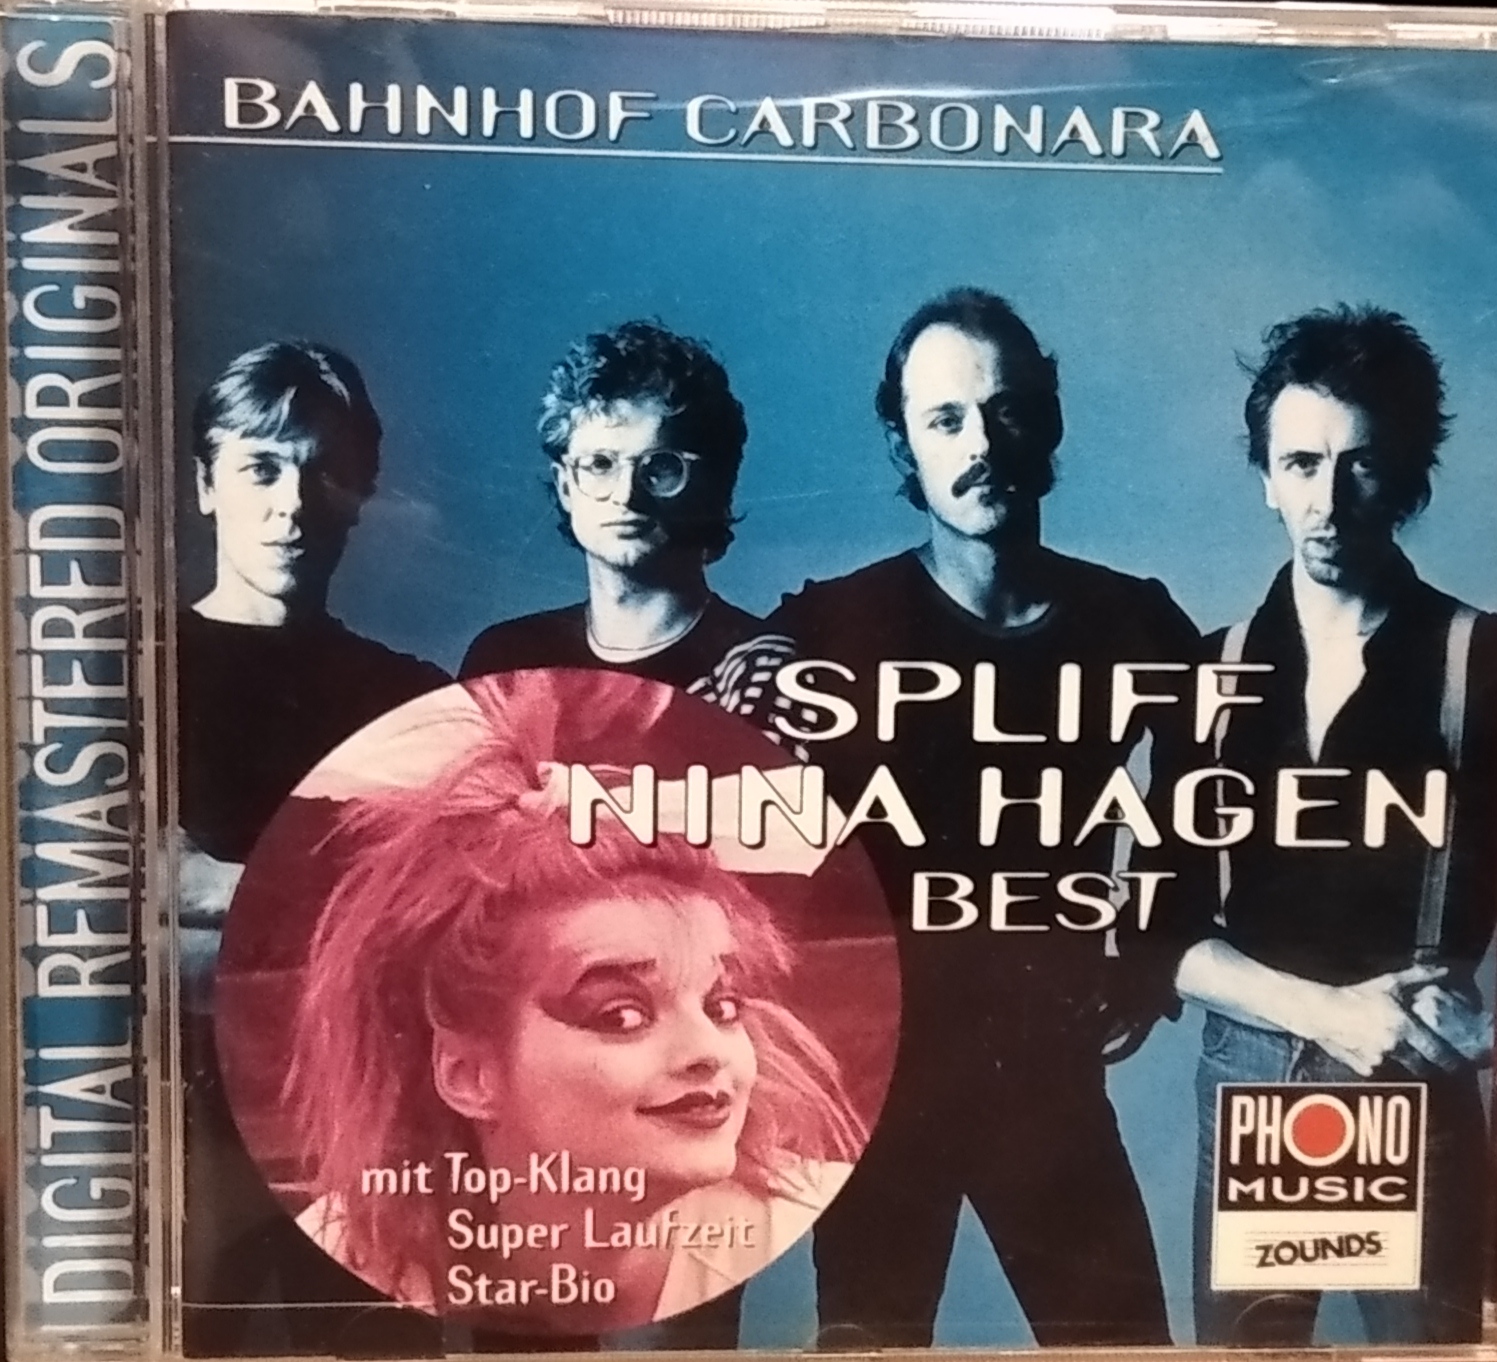 DIGITAL REMASTERED ORIGINALS
BAHNHOF CARBONARA
SPLIFF
NINA HAGEN
BEST
mit Top-Klang
Super Laufzeit
Star-Bio
PHONO
MUSIC
ZOUNDS